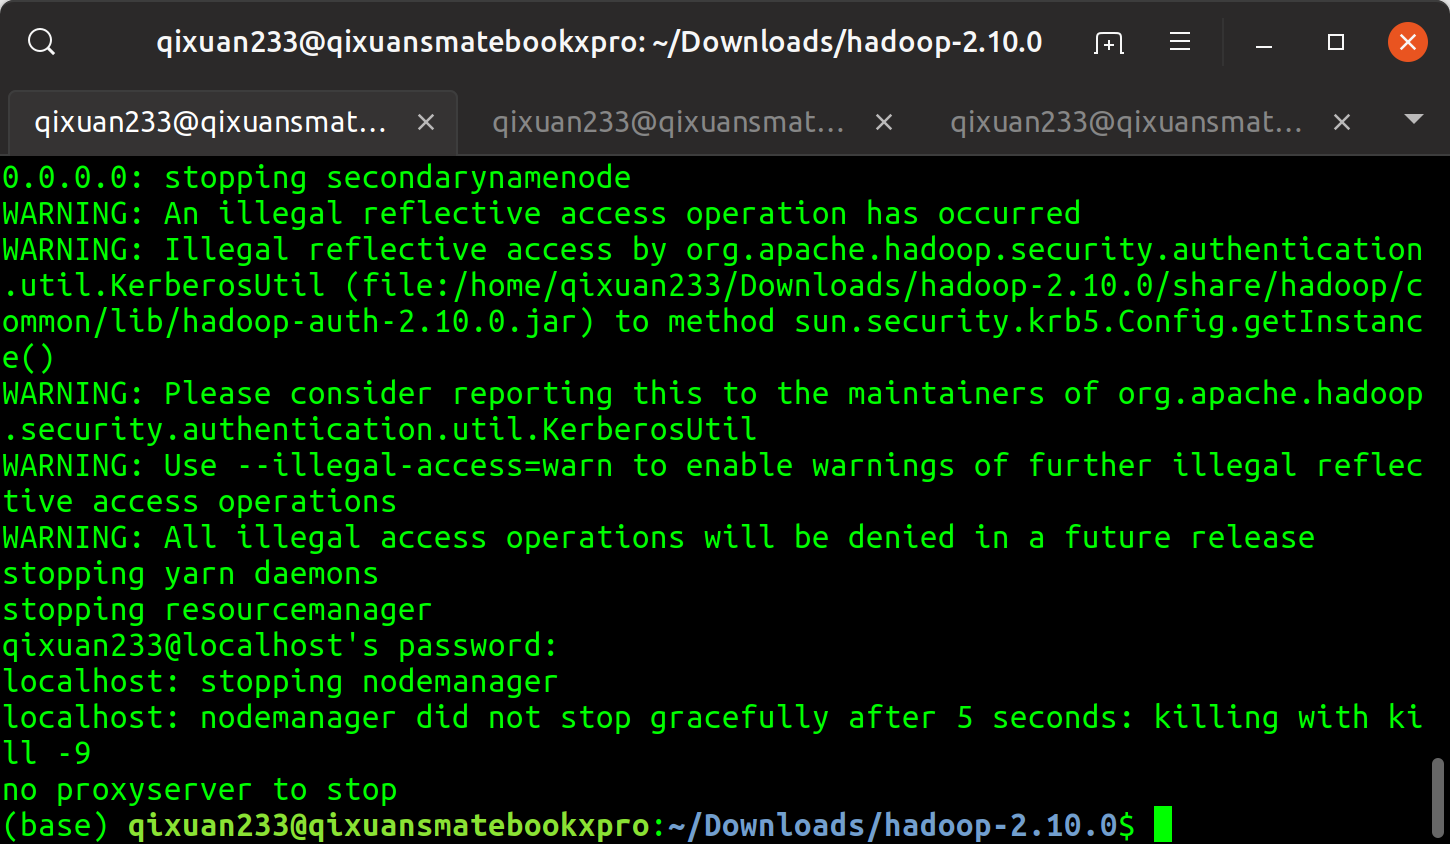 qixuan233@qixuansmatebookxpro: ~/Downloads/hadoop-2.10.0
qixuan233@qixuansmat... qixuan233@qixuansmat... qixuan233@qixuansmat...
0.0.0.0: stopping secondarynamenode
WARNING: An illegal reflective access operation has occurred
WARNING: Illegal reflective access by org.apache.hadoop.security.authentication
.util.KerberosUtil (file:/home/qixuan233/Downloads/hadoop-2.10.0/share/hadoop/c
ommon/lib/hadoop-auth-2.10.0.jar) to method sun.security.krb5.Config.getInstanc
e()
WARNING: Please consider reporting this to the maintainers of org.apache.hadoop
.security.authentication.util.KerberosUtil
WARNING: Use --illegal-access=warn to enable warnings of further illegal reflec
tive access operations
WARNING: All illegal access operations will be denied in a future release
stopping yarn daemons
stopping resourcemanager
qixuan233@localhost's password:
localhost: stopping nodemanager
localhost: nodemanager did not stop gracefully after 5 seconds: killing with ki
ll -9
no proxyserver to stop
(base) qixuan233@qixuansmatebookxpro:~/Downloads/hadoop-2.10.0$